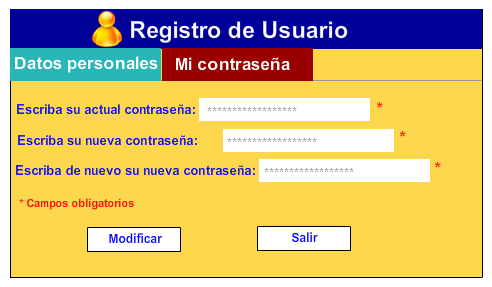 Registro de Usuario
Datos personales Mi contraseña
Escriba su actual contraseña: ****************** *
Escriba su nueva contraseña: ****************** *
Escriba de nuevo su nueva contraseña: ****************** *
* Campos obligatorios
Modificar Salir